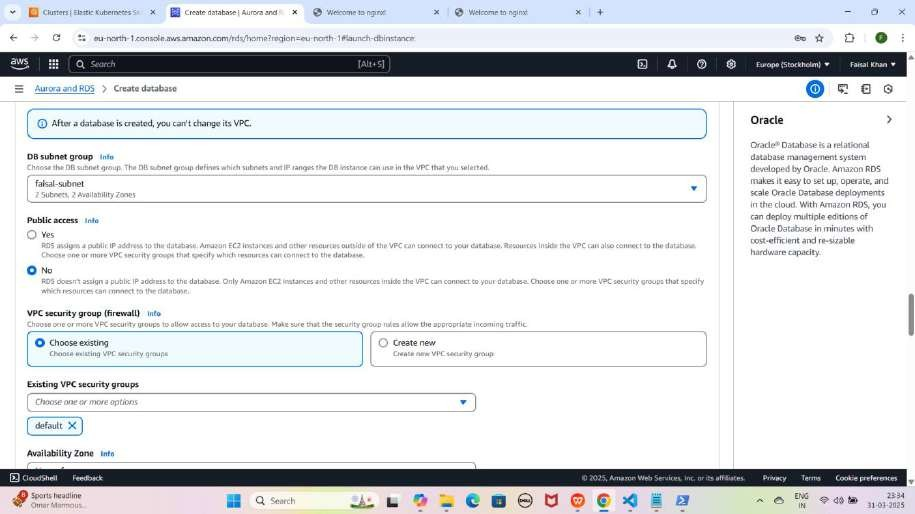 Clusters | Elastic Kubernetes Se
Create database | Aurora and R
Welcome to nginx!
Welcome to nginx!
eu-north-1.console.aws.amazon.com/rds/home?region=eu-north-1#launch-dbinstance:
F
aws
Search
[Alt+S]
Europe (Stockholm)
Faisal Khan
Aurora and RDS
Create database
After a database is created, you can't change its VPC.
DB subnet group Info
Choose the DB subnet group. The DB subnet group defines which subnets and IP ranges the DB instance can use in the VPC that you selected.
faisal-subnet
2 Subnets, 2 Availability Zones
Public access Info
Yes
RDS assigns a public IP address to the database. Amazon EC2 instances and other resources outside of the VPC can connect to your database. Resources inside the VPC can also connect to the database.
Choose one or more VPC security groups that specify which resources can connect to the database.
No
RDS doesn't assign a public IP address to the database. Only Amazon EC2 instances and other resources inside the VPC can connect to your database. Choose one or more VPC security groups that specify
which resources can connect to the database.
VPC security group (firewall) Info
Choose one or more VPC security groups to allow access to your database. Make sure that the security group rules allow the appropriate incoming traffic.
Choose existing
Choose existing VPC security groups
Create new
Create new VPC security group
Existing VPC security groups
Choose one or more options
default
Availability Zone Info
Oracle
Oracle® Database is a relational
database management system
developed by Oracle. Amazon RDS
makes it easy to set up, operate, and
scale Oracle Database deployments
in the cloud. With Amazon RDS, you
can deploy multiple editions of
Oracle Database in minutes with
cost-efficient and re-sizable
hardware capacity.
CloudShell
Feedback
© 2025, Amazon Web Services, Inc. or its affiliates.
Privacy
Terms
Cookie preferences
Sports headline
Omar Marmous...
Search
DELL
ENG
IN
23:34
31-03-2025